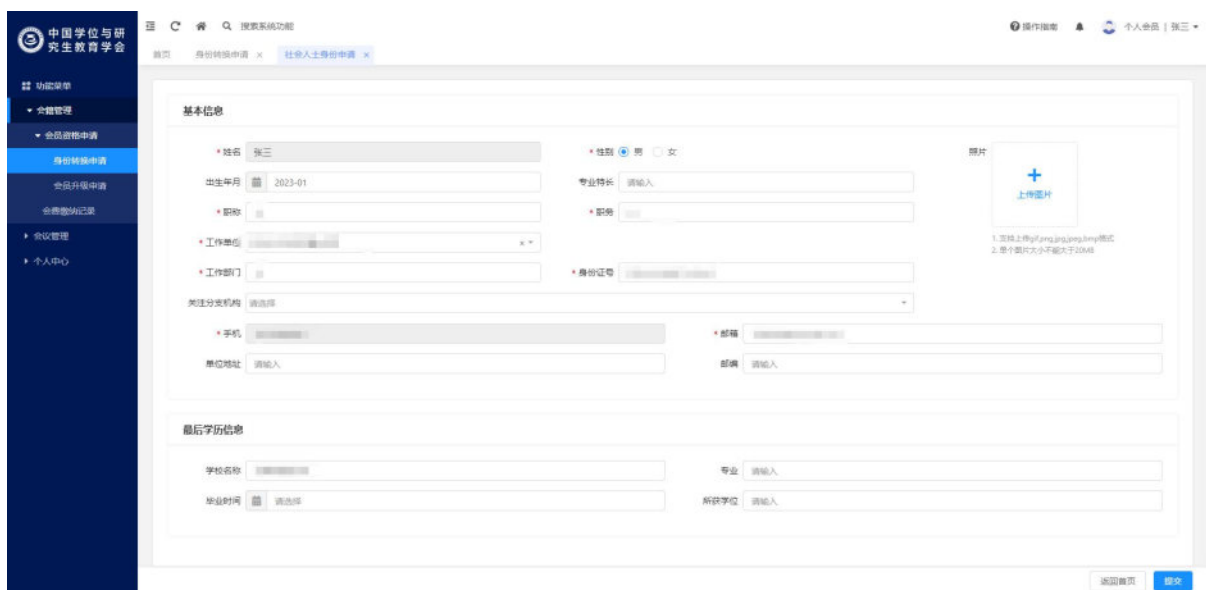 中国学位与研究生教育学会
搜索系统功能
操作指南
个人会员 | 张三
首页 身份转换申请 × 社会人士身份申请 ×
功能菜单
会籍管理
会员资格申请
身份转换申请
会员升级申请
会费缴纳记录
会议管理
个人中心
基本信息
* 姓名 张三
* 性别 男 女
照片
上传图片
1. 支持上传gif,png,jpg,jpeg,bmp格式
2. 单个图片大小不能大于20MB
出生年月 2023-01
专业特长 请输入
* 职称
* 职务
* 工作单位
* 工作部门
* 身份证号
关注分支机构 请选择
* 手机
* 邮箱
单位地址 请输入
邮编 请输入
最后学历信息
学校名称
专业 请输入
毕业时间 请选择
所获学位 请输入
返回首页 提交